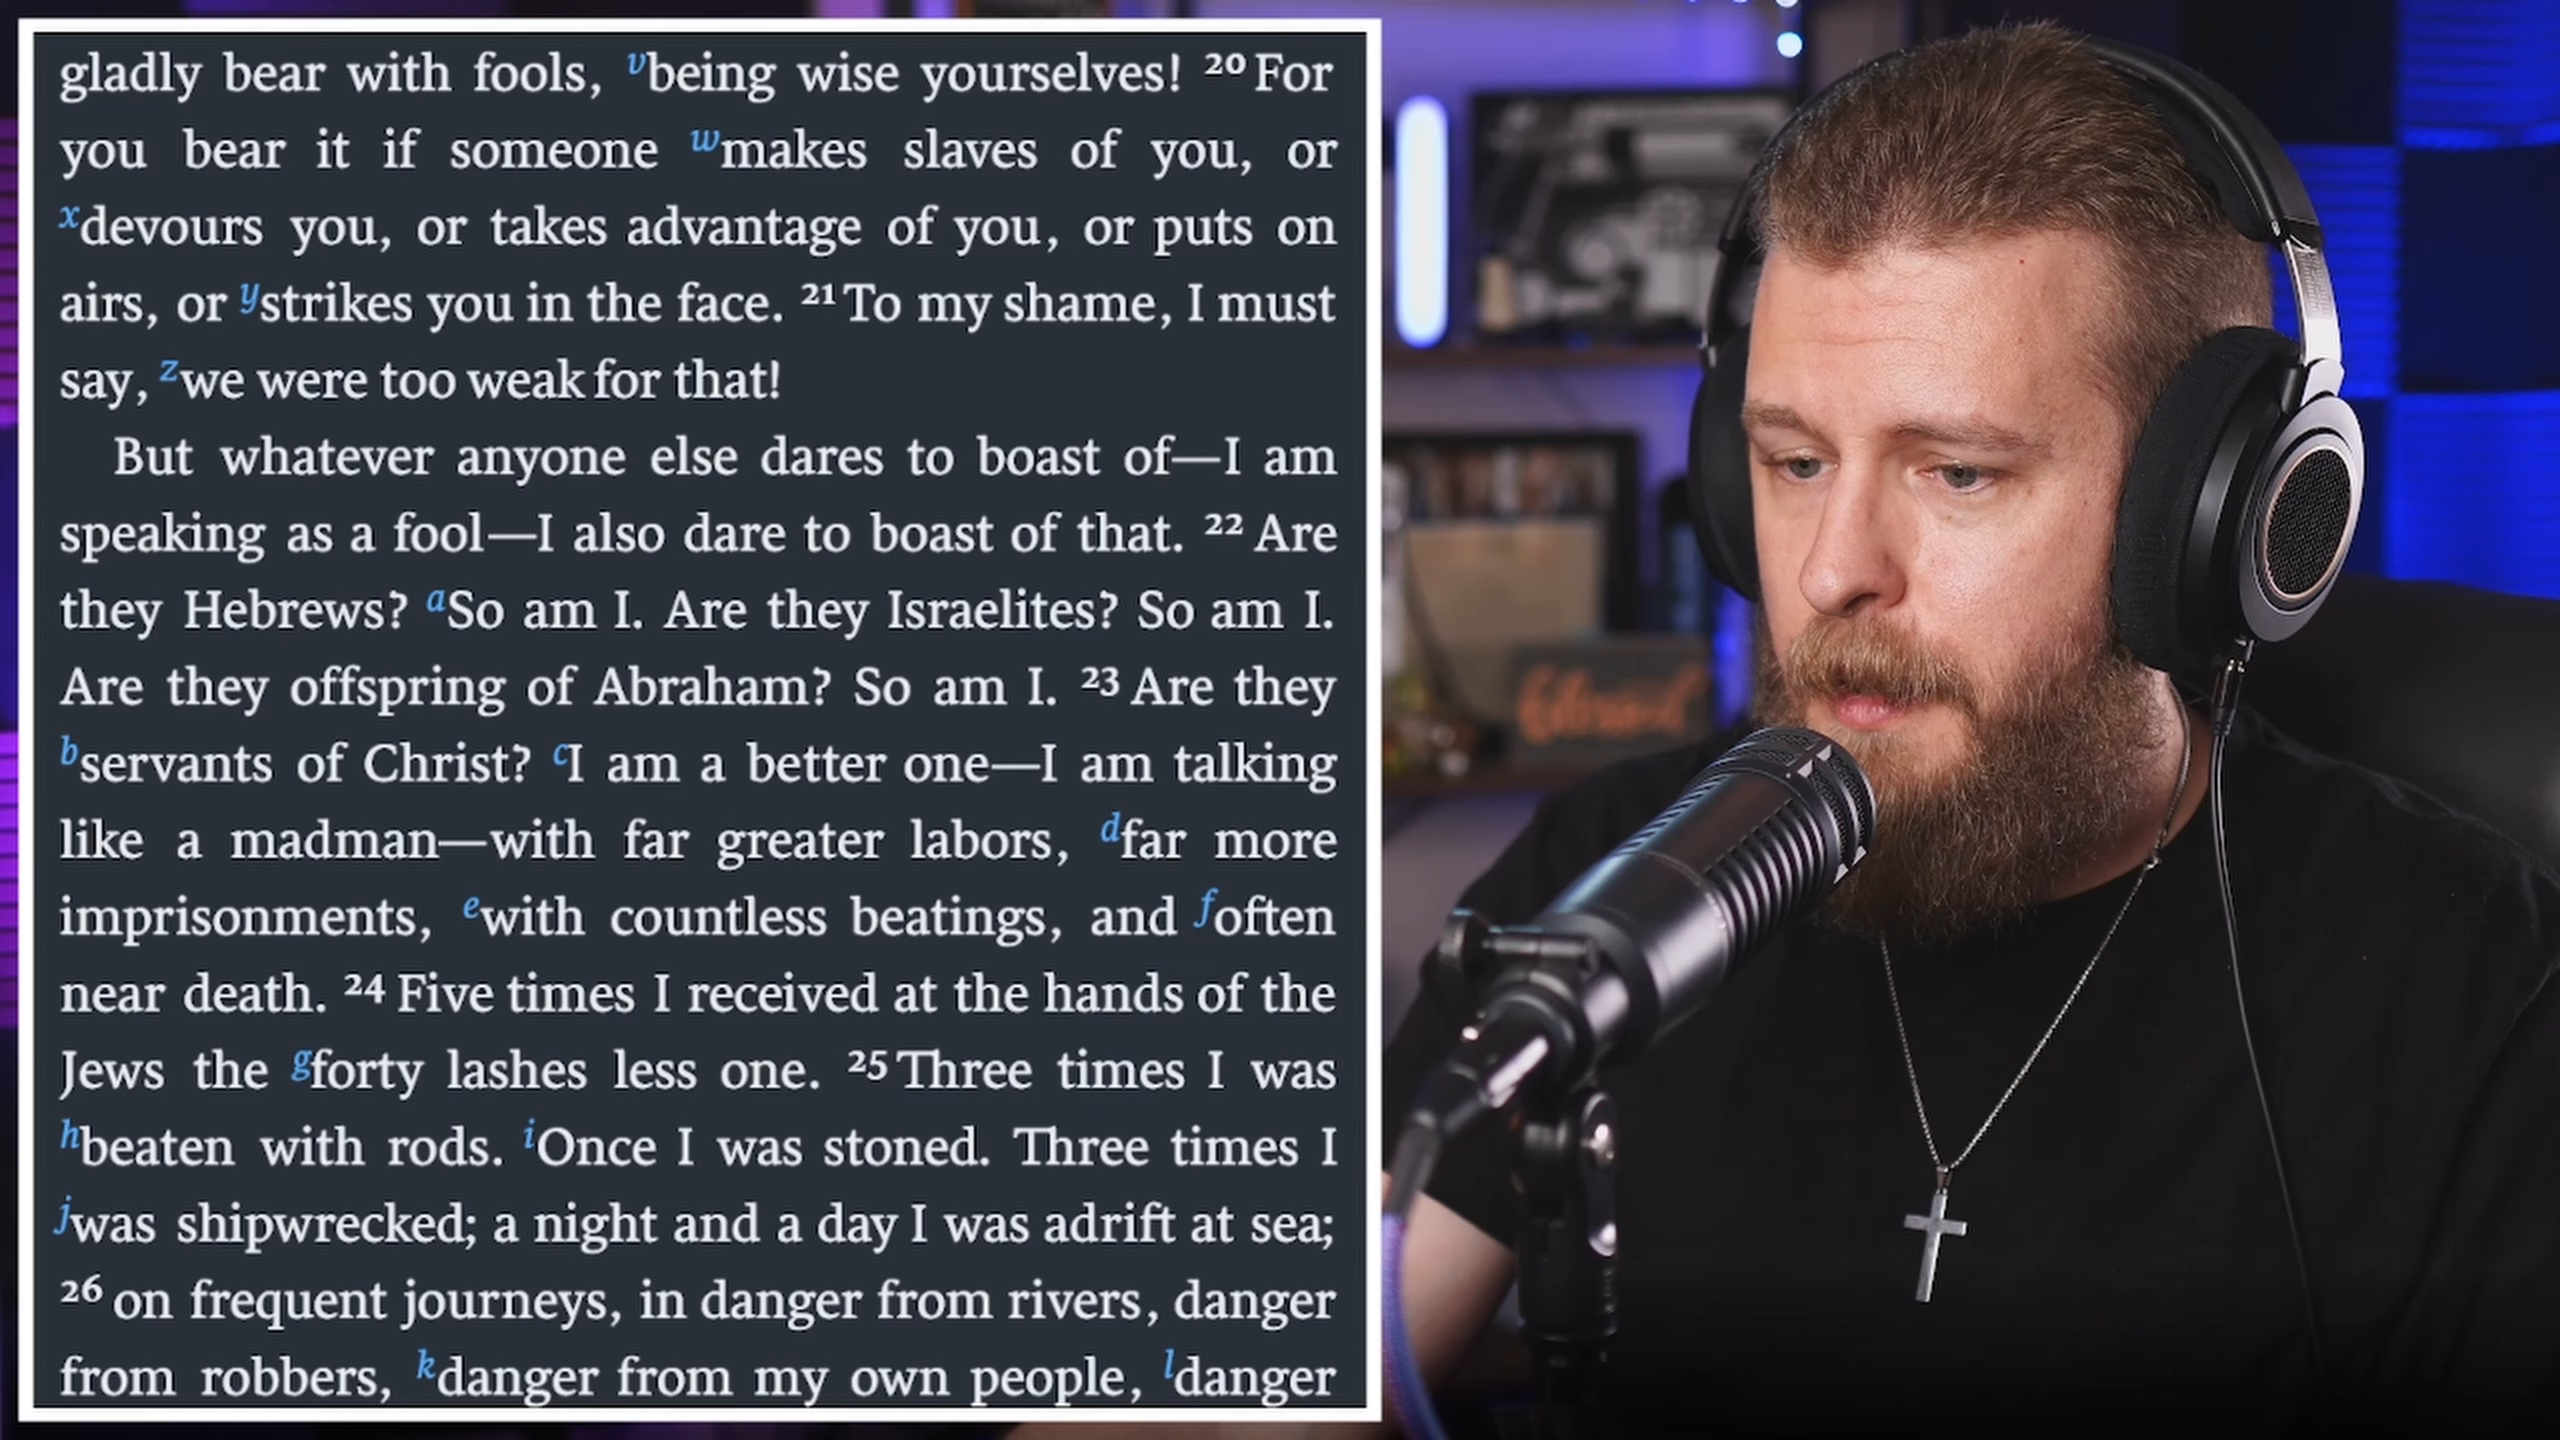 gladly bear with fools, vbeing wise yourselves! 20 For
you bear it if someone wmakes slaves of you, or
xdevours you, or takes advantage of you, or puts on
airs, or ystrikes you in the face. 21 To my shame, I must
say, zwe were too weak for that!
But whatever anyone else dares to boast of—I am
speaking as a fool—I also dare to boast of that. 22 Are
they Hebrews? aSo am I. Are they Israelites? So am I.
Are they offspring of Abraham? So am I. 23 Are they
bservants of Christ? cI am a better one—I am talking
like a madman—with far greater labors, dfar more
imprisonments, ewith countless beatings, and foften
near death. 24 Five times I received at the hands of the
Jews the gforty lashes less one. 25 Three times I was
hbeaten with rods. iOnce I was stoned. Three times I
jwas shipwrecked; a night and a day I was adrift at sea;
26 on frequent journeys, in danger from rivers, danger
from robbers, kdanger from my own people, ldanger